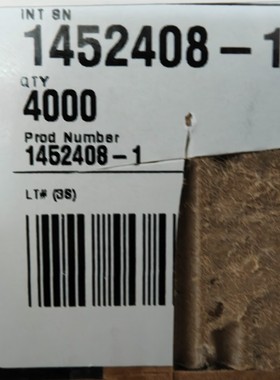 INT SN
1452408-1
QTY
4000
Prod Number
1452408-1
LT# (3S)